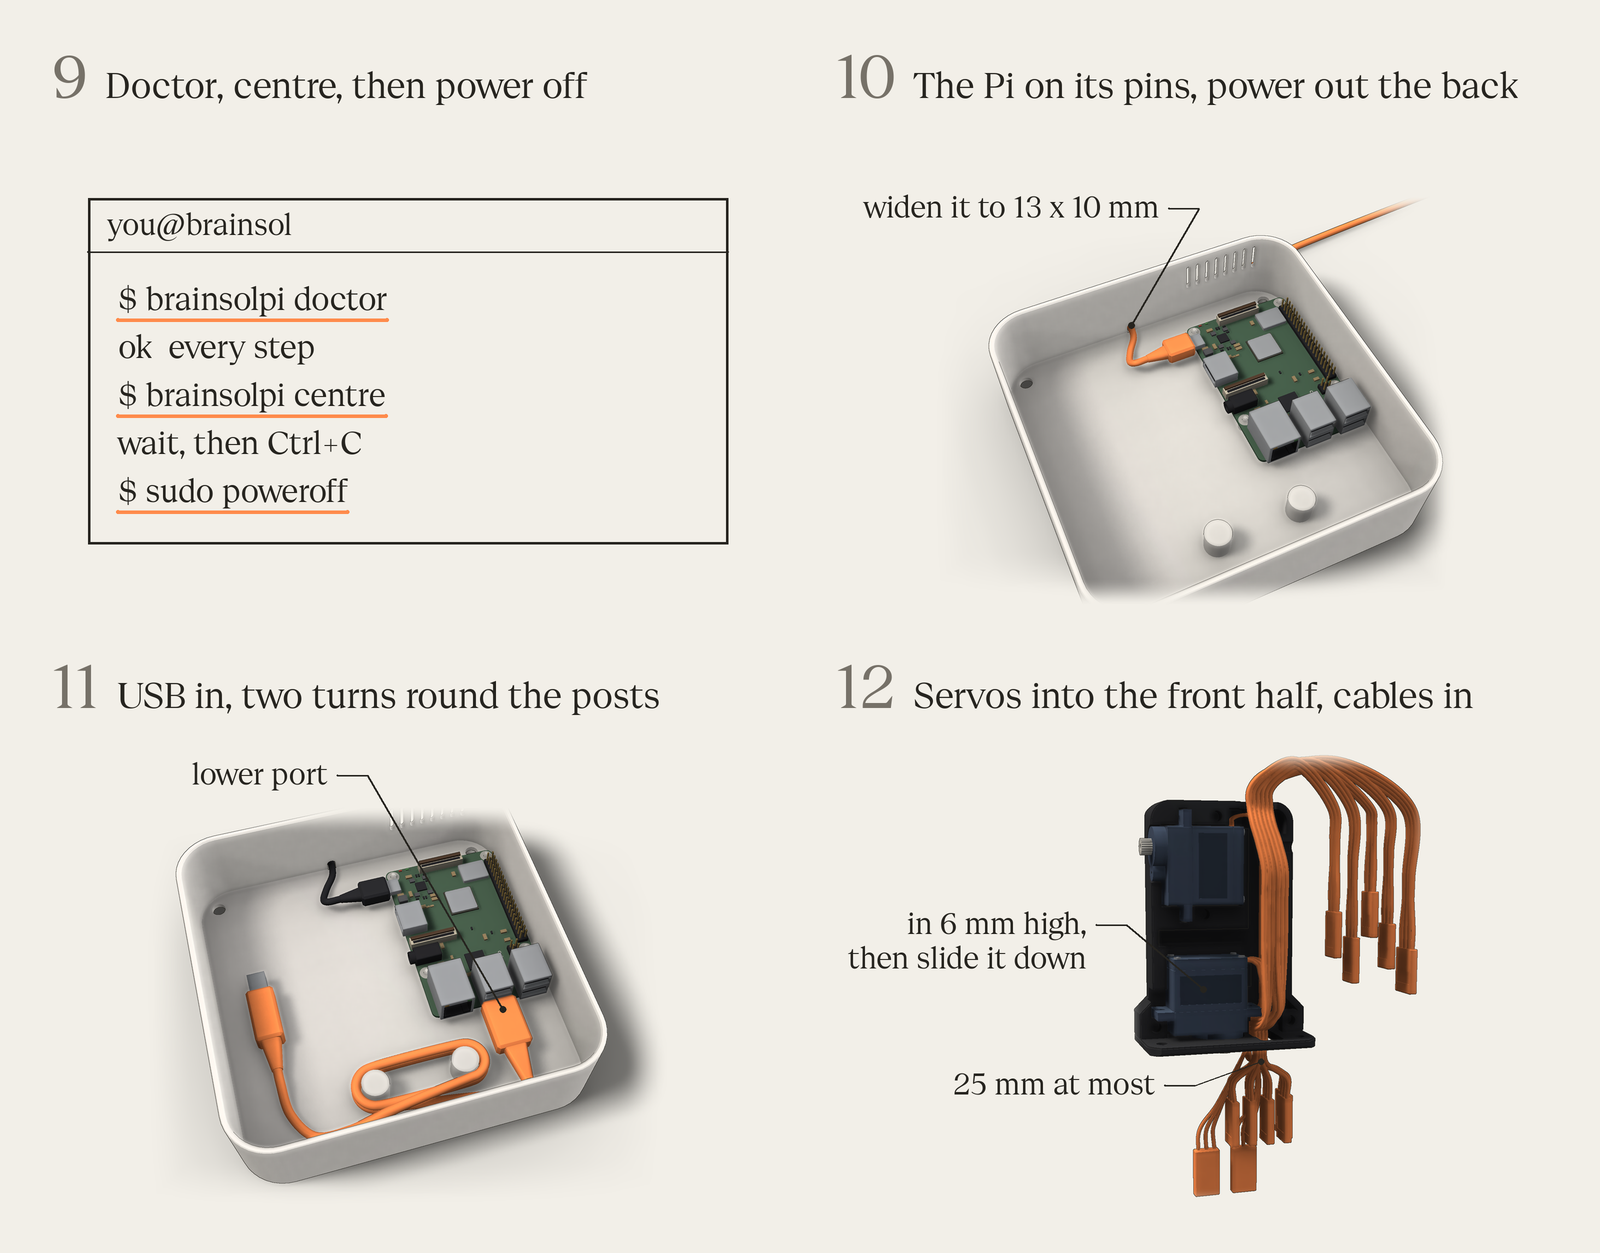 9 Doctor, centre, then power off
you@brainsol
$ brainsolpi doctor
ok every step
$ brainsolpi centre
wait, then Ctrl+C
$ sudo poweroff
10 The Pi on its pins, power out the back
widen it to 13 x 10 mm
11 USB in, two turns round the posts
lower port
12 Servos into the front half, cables in
in 6 mm high,
then slide it down
25 mm at most